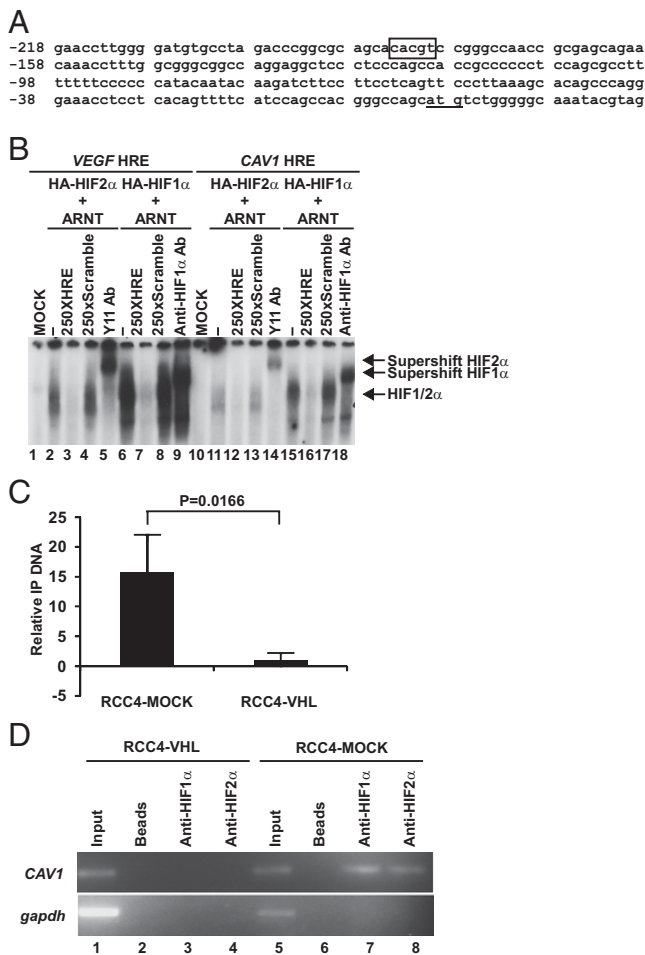 A
-218 gaaccttggg gatgtgccta gacccggcgc agcacacgtc cgggccaacc gcgagcagaa
-158 caaacctttg gcgggcggcc aggaggctcc ctcccagcca ccgccccct tccagcgcctt
-98 tttttccccc catacaatac aagatcttcc ttcctcagtt cccttaaagc acagcccagg
-38 gaaacctcct cacagttttc atccagccac gggccagcat gtctgggggc aaatacgtag
B
VEGF HRE CAV1 HRE
HA-HIF2α HA-HIF1α HA-HIF2α HA-HIF1α
+ + + +
ARNT ARNT ARNT ARNT
MOCK – 250XHRE 250xScramble Y11 Ab – 250XHRE 250xScramble Anti-HIF1α Ab MOCK – 250XHRE 250xScramble Y11 Ab – 250XHRE 250xScramble Anti-HIF1α Ab
Supershift HIF2α
Supershift HIF1α
HIF1/2α
1 2 3 4 5 6 7 8 9 10 11 12 13 14 15 16 17 18
C
P=0.0166
Relative IP DNA
25
20
15
10
5
0
-5
RCC4-MOCK RCC4-VHL
D
RCC4-VHL RCC4-MOCK
Input Beads Anti-HIF1α Anti-HIF2α Input Beads Anti-HIF1α Anti-HIF2α
CAV1
gapdh
1 2 3 4 5 6 7 8